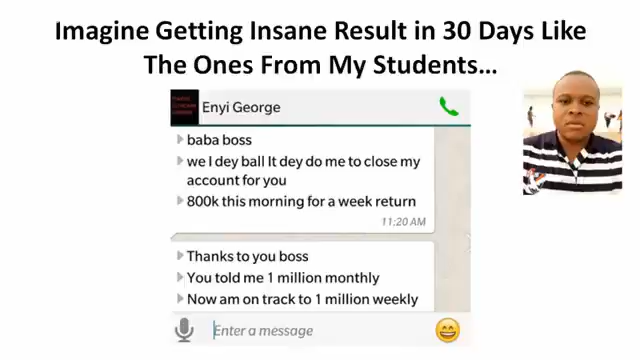 Imagine Getting Insane Result in 30 Days Like
The Ones From My Students…
Enyi George
baba boss
we I dey ball It dey do me to close my
account for you
800k this morning for a week return
11:20 AM
Thanks to you boss
You told me 1 million monthly
Now am on track to 1 million weekly
Enter a message